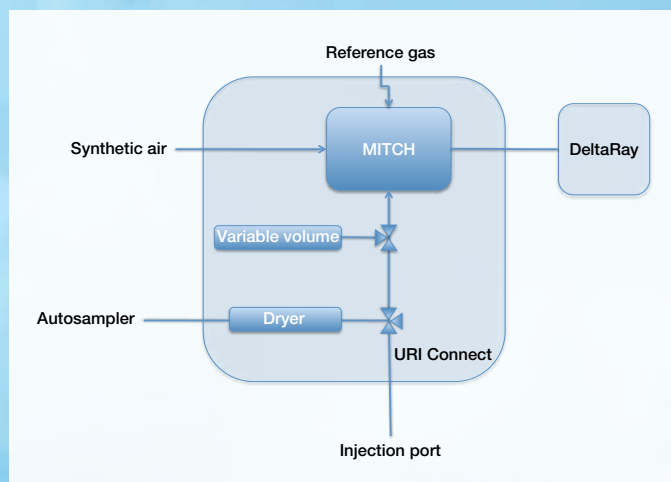 Reference gas
Synthetic air
MITCH
DeltaRay
Variable volume
Autosampler
Dryer
URI Connect
Injection port